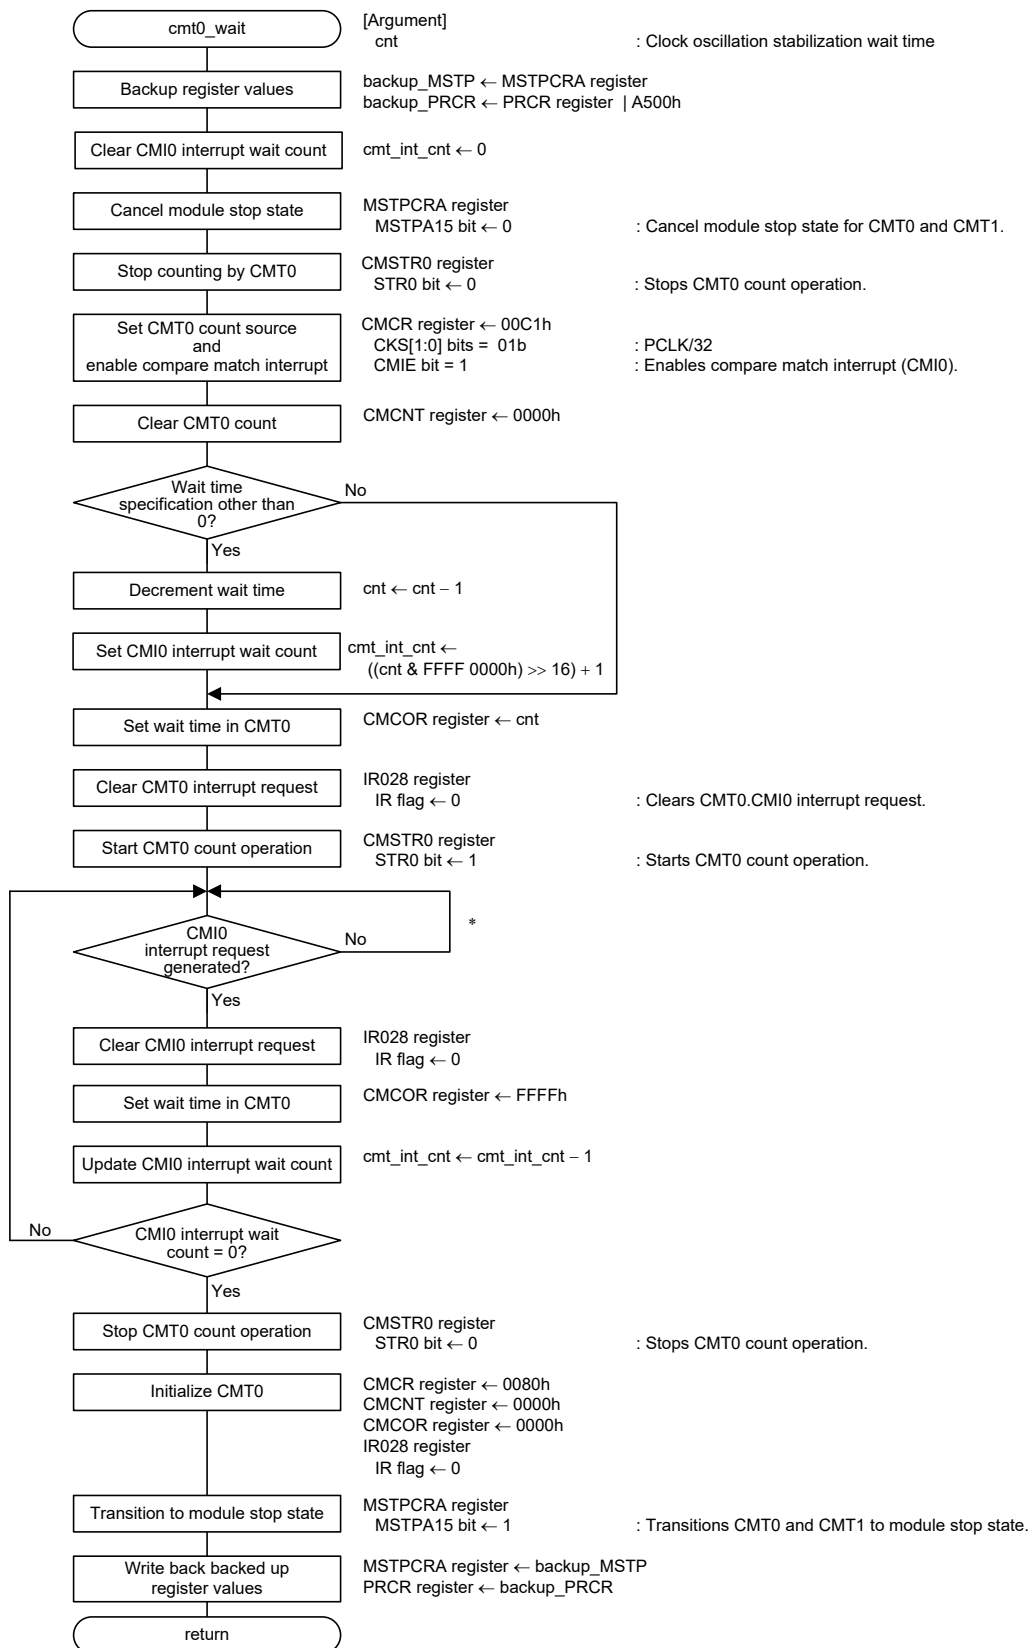 cmt0_wait
[Argument]
cnt : Clock oscillation stabilization wait time
Backup register values
backup_MSTP ← MSTPCRA register
backup_PRCR ← PRCR register | A500h
Clear CMI0 interrupt wait count
cmt_int_cnt ← 0
Cancel module stop state
MSTPCRA register
MSTPA15 bit ← 0 : Cancel module stop state for CMT0 and CMT1.
Stop counting by CMT0
CMSTR0 register
STR0 bit ← 0 : Stops CMT0 count operation.
Set CMT0 count source
and
enable compare match interrupt
CMCR register ← 00C1h
CKS[1:0] bits = 01b : PCLK/32
CMIE bit = 1 : Enables compare match interrupt (CMI0).
Clear CMT0 count
CMCNT register ← 0000h
Wait time
specification other than
0?
No
Yes
Decrement wait time
cnt ← cnt − 1
Set CMI0 interrupt wait count
cmt_int_cnt ←
((cnt & FFFF 0000h) >> 16) + 1
Set wait time in CMT0
CMCOR register ← cnt
Clear CMT0 interrupt request
IR028 register
IR flag ← 0 : Clears CMT0.CMI0 interrupt request.
Start CMT0 count operation
CMSTR0 register
STR0 bit ← 1 : Starts CMT0 count operation.
CMI0
interrupt request
generated?
No
*
Yes
Clear CMI0 interrupt request
IR028 register
IR flag ← 0
Set wait time in CMT0
CMCOR register ← FFFFh
Update CMI0 interrupt wait count
cmt_int_cnt ← cmt_int_cnt − 1
No
CMI0 interrupt wait
count = 0?
Yes
Stop CMT0 count operation
CMSTR0 register
STR0 bit ← 0 : Stops CMT0 count operation.
Initialize CMT0
CMCR register ← 0080h
CMCNT register ← 0000h
CMCOR register ← 0000h
IR028 register
IR flag ← 0
Transition to module stop state
MSTPCRA register
MSTPA15 bit ← 1 : Transitions CMT0 and CMT1 to module stop state.
Write back backed up
register values
MSTPCRA register ← backup_MSTP
PRCR register ← backup_PRCR
return